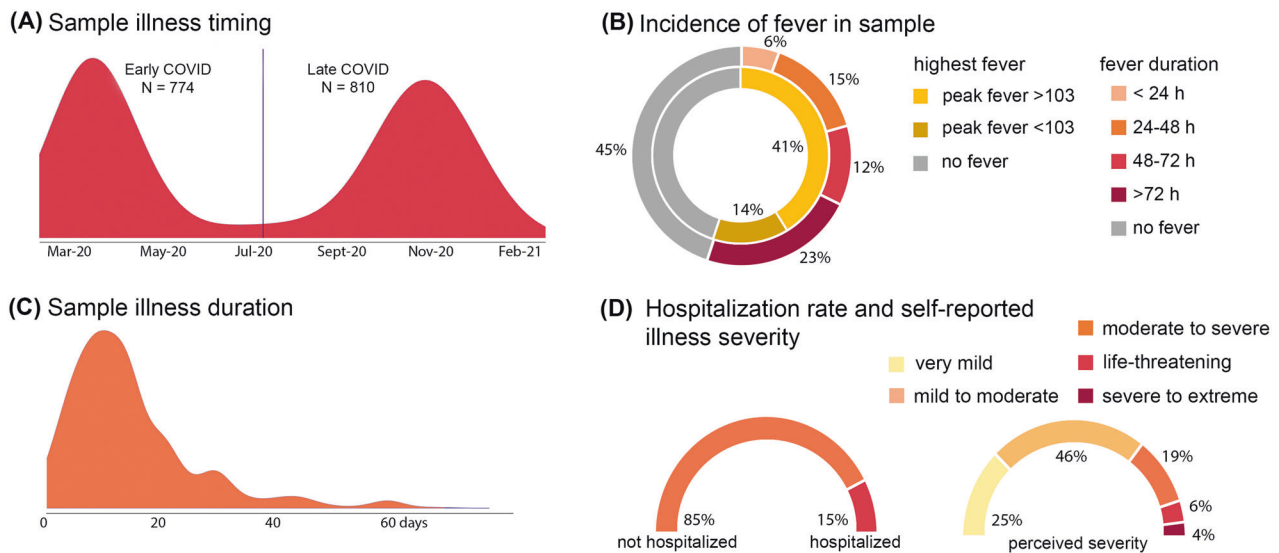 (A) Sample illness timing
Early COVID
N = 774
Late COVID
N = 810
Mar-20
May-20
Jul-20
Sept-20
Nov-20
Feb-21
(B) Incidence of fever in sample
6%
15%
12%
23%
45%
41%
14%
highest fever
peak fever >103
peak fever <103
no fever
fever duration
< 24 h
24-48 h
48-72 h
>72 h
no fever
(C) Sample illness duration
0
20
40
60 days
(D) Hospitalization rate and self-reported
illness severity
very mild
mild to moderate
moderate to severe
life-threatening
severe to extreme
85%
15%
not hospitalized
hospitalized
25%
46%
19%
6%
4%
perceived severity